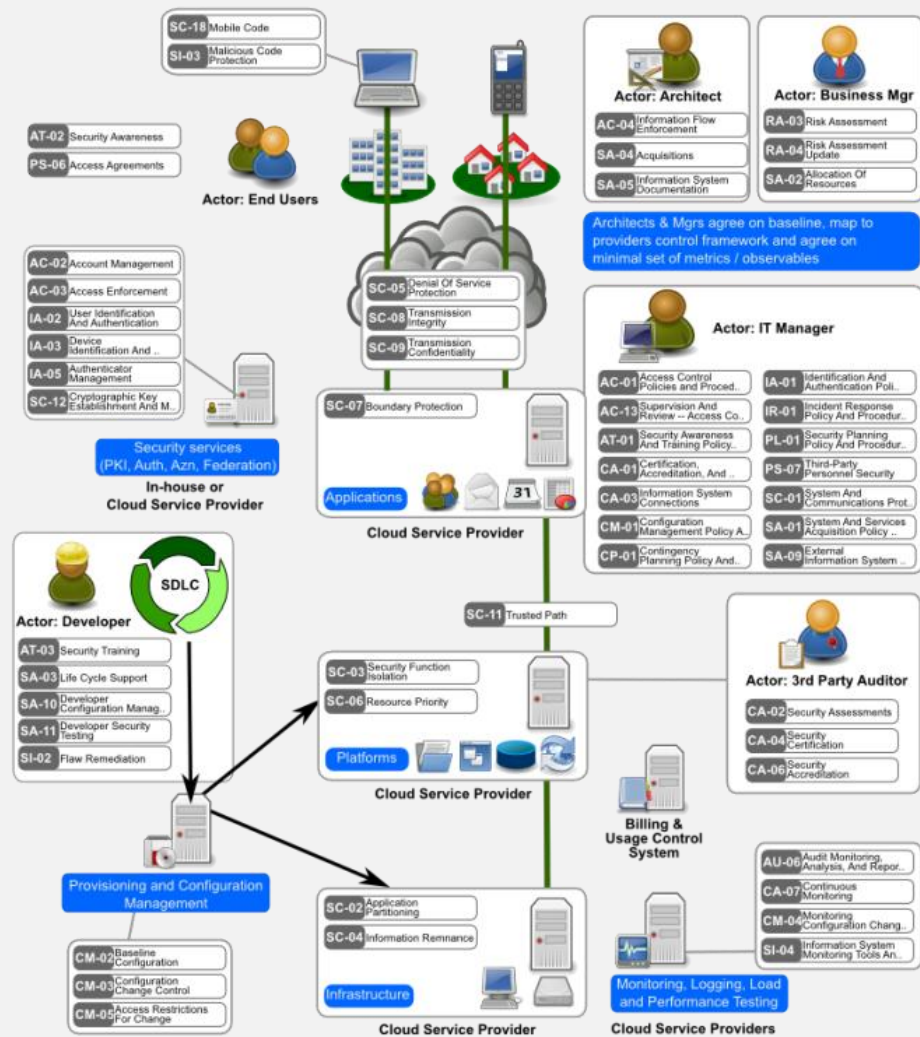 SC-18 Mobile Code
SI-03 Malicious Code
Protection
AT-02 Security Awareness
PS-06 Access Agreements
Actor: End Users
Actor: Architect
AC-04 Information Flow
Enforcement
SA-04 Acquisitions
SA-05 Information System
Documentation
Actor: Business Mgr
RA-03 Risk Assessment
RA-04 Risk Assessment
Update
SA-02 Allocation Of
Resources
Architects & Mgrs agree on baseline, map to
providers control framework and agree on
minimal set of metrics / observables
AC-02 Account Management
AC-03 Access Enforcement
IA-02 User Identification
And Authentication
IA-03 Device
Identification And ..
IA-05 Authenticator
Management
SC-12 Cryptographic Key
Establishment And M..
Security services
(PKI, Auth, Azn, Federation)
In-house or
Cloud Service Provider
SC-05 Denial Of Service
Protection
SC-08 Transmission
Integrity
SC-09 Transmission
Confidentiality
SC-07 Boundary Protection
Applications
31
Cloud Service Provider
Actor: IT Manager
AC-01 Access Control
Policies and Proced..
AC-13 Supervision And
Review -- Access Co..
AT-01 Security Awareness
And Training Policy..
CA-01 Certification,
Accreditation, And ..
CA-03 Information System
Connections
CM-01 Configuration
Management Policy A..
CP-01 Contingency
Planning Policy And..
IA-01 Identification And
Authentication Poli..
IR-01 Incident Response
Policy And Procedur..
PL-01 Security Planning
Policy And Procedur..
PS-07 Third-Party
Personnel Security
SC-01 System And
Communications Prot..
SA-01 System And Services
Acquisition Policy ..
SA-09 External
Information System ..
SDLC
Actor: Developer
AT-03 Security Training
SA-03 Life Cycle Support
SA-10 Developer
Configuration Manag..
SA-11 Developer Security
Testing
SI-02 Flaw Remediation
SC-11 Trusted Path
SC-03 Security Function
Isolation
SC-06 Resource Priority
Platforms
Cloud Service Provider
Actor: 3rd Party Auditor
CA-02 Security Assessments
CA-04 Security
Certification
CA-06 Security
Accreditation
Billing &
Usage Control
System
Provisioning and Configuration
Management
CM-02 Baseline
Configuration
CM-03 Configuration
Change Control
CM-05 Access Restrictions
For Change
SC-02 Application
Partitioning
SC-04 Information Remnance
Infrastructure
Cloud Service Provider
AU-06 Audit Monitoring,
Analysis, And Repor..
CA-07 Continuous
Monitoring
CM-04 Monitoring
Configuration Chang..
SI-04 Information System
Monitoring Tools An..
Monitoring, Logging, Load
and Performance Testing
Cloud Service Providers